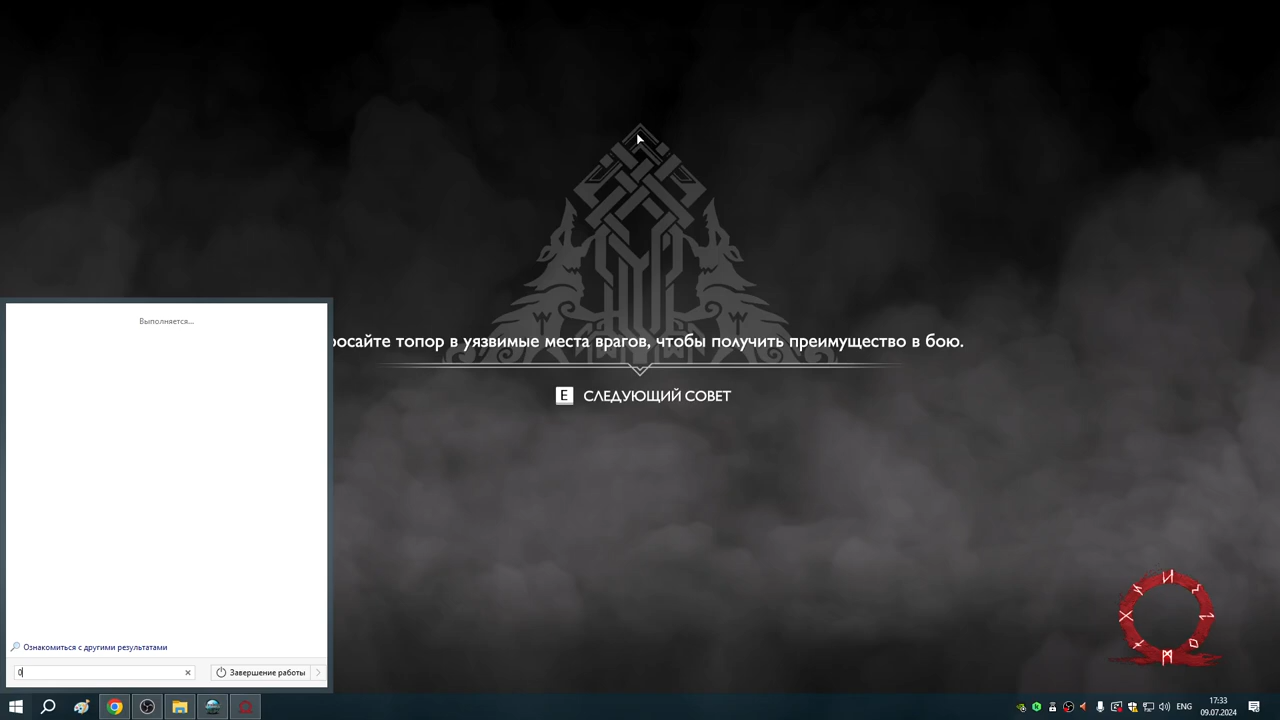 Выполняется...
росайте топор в уязвимые места врагов, чтобы получить преимущество в бою.
E СЛЕДУЮЩИЙ СОВЕТ
Ознакомиться с другими результатами
0
Завершение работы
ENG
17:33
09.07.2024